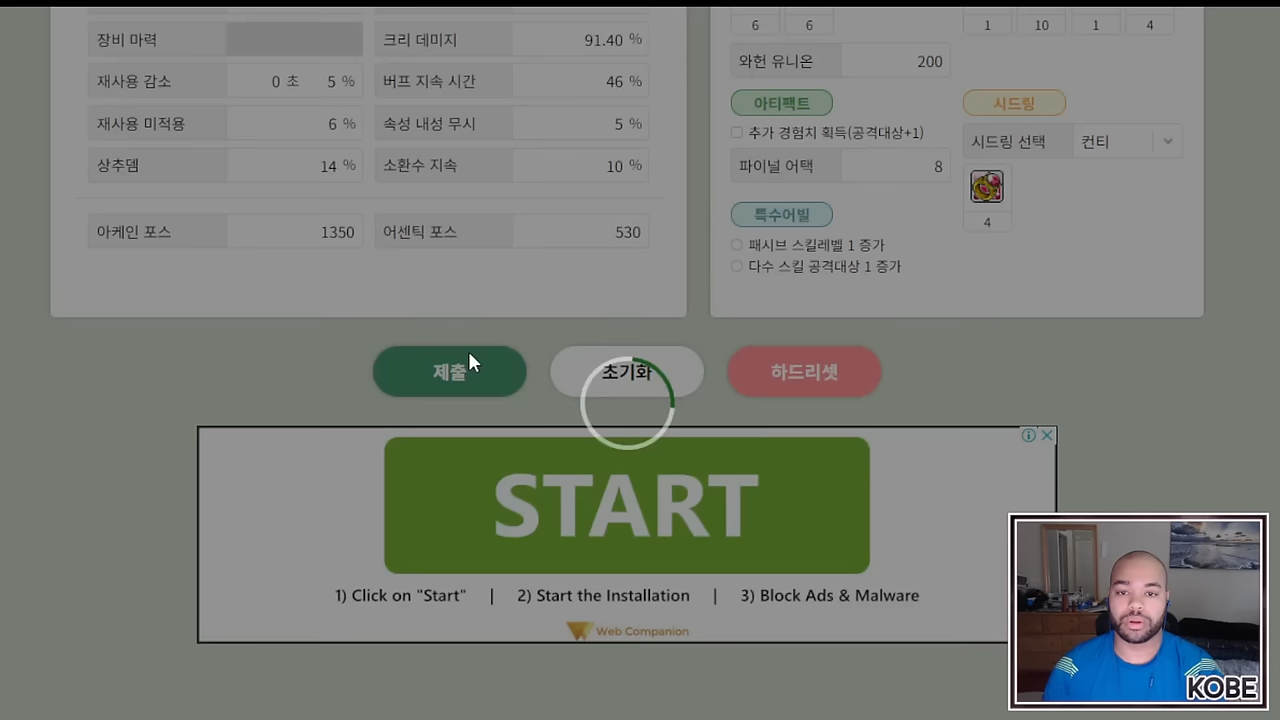 장비 마력
크리 데미지
91.40 %
재사용 감소
0 초 5 %
버프 지속 시간
46 %
재사용 미적용
6 %
속성 내성 무시
5 %
상추뎀
14 %
소환수 지속
10 %
아케인 포스
1350
어센틱 포스
530
6 6
와헌 유니온
200
아티팩트
추가 경험치 획득(공격대상+1)
파이널 어택
8
특수어빌
패시브 스킬레벨 1 증가
다수 스킬 공격대상 1 증가
1 10 1 4
시드링
시드링 선택
컨티
4
제출
초기화
하드리셋
START
1) Click on "Start" | 2) Start the Installation | 3) Block Ads & Malware
Web Companion
KOBE